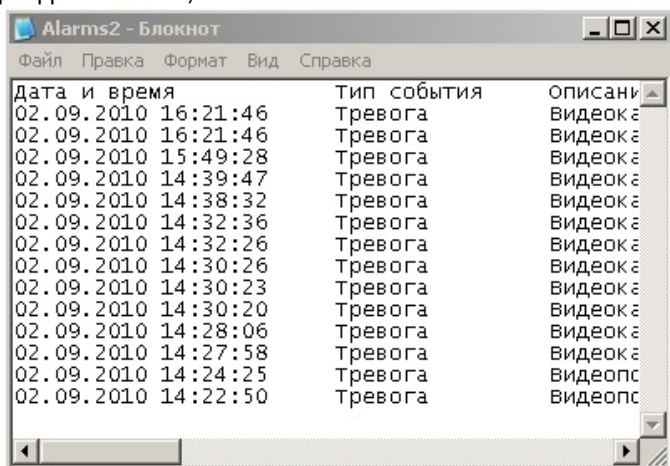 Alarms2 - Блокнот
Файл Правка Формат Вид Справка
Дата и время Тип события
02.09.2010 16:21:46 Тревога
02.09.2010 16:21:46 Тревога
02.09.2010 15:49:28 Тревога
02.09.2010 14:39:47 Тревога
02.09.2010 14:38:32 Тревога
02.09.2010 14:32:36 Тревога
02.09.2010 14:32:26 Тревога
02.09.2010 14:30:26 Тревога
02.09.2010 14:30:23 Тревога
02.09.2010 14:30:20 Тревога
02.09.2010 14:28:06 Тревога
02.09.2010 14:27:58 Тревога
02.09.2010 14:24:25 Тревога
02.09.2010 14:22:50 Тревога